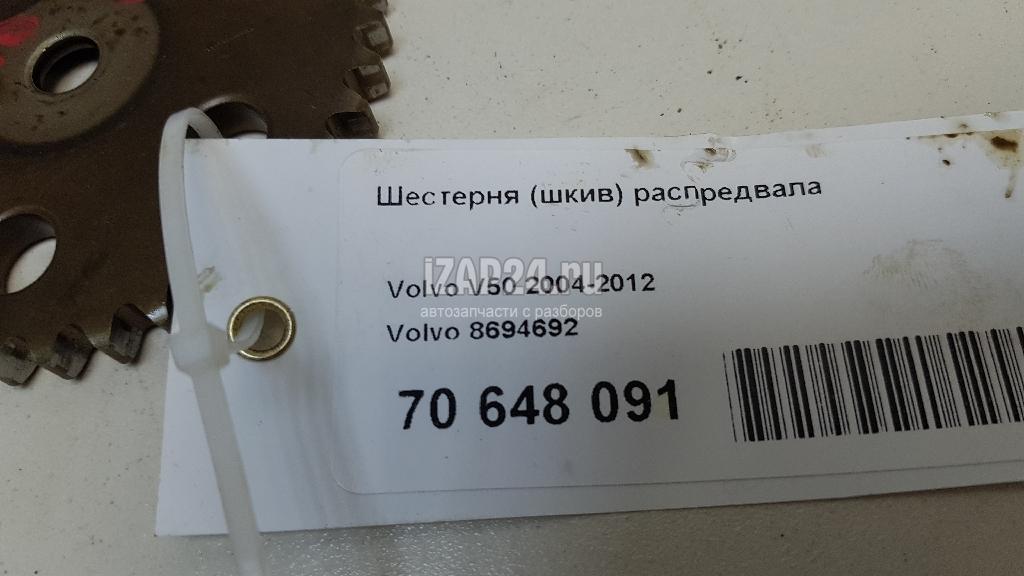 Шестерня (шкив) распредвала
Volvo V50 2004-2012
iZAP24.ru
автозапчасти с разборов
Volvo 8694692
70 648 091